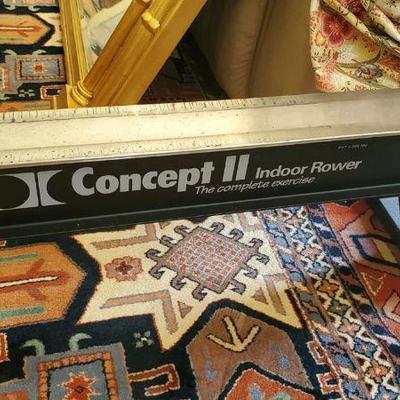 Concept II Indoor Rower
The complete exercise